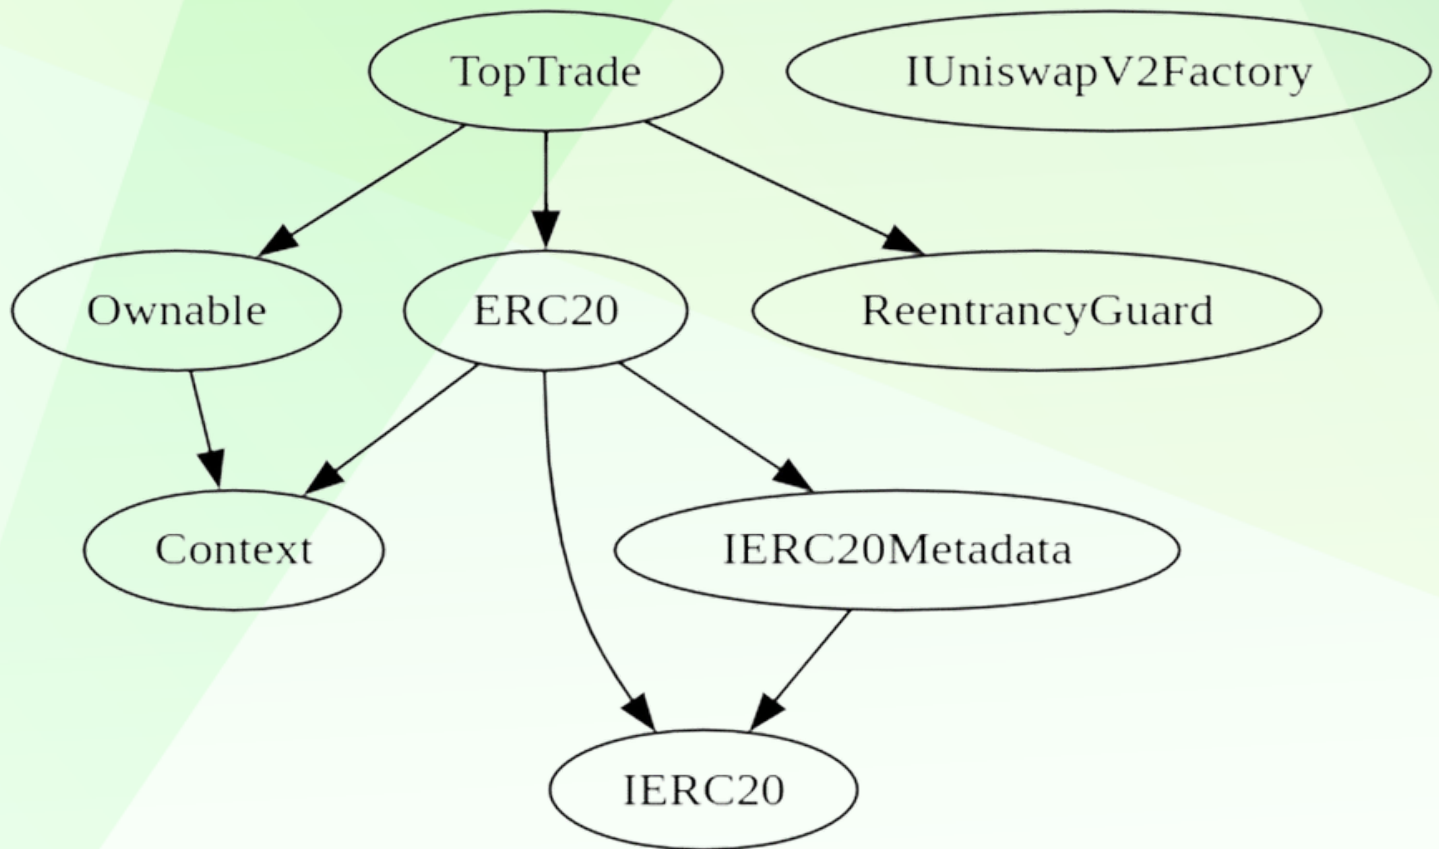 TopTrade
IUniswapV2Factory
Ownable
ERC20
ReentrancyGuard
Context
IERC20Metadata
IERC20